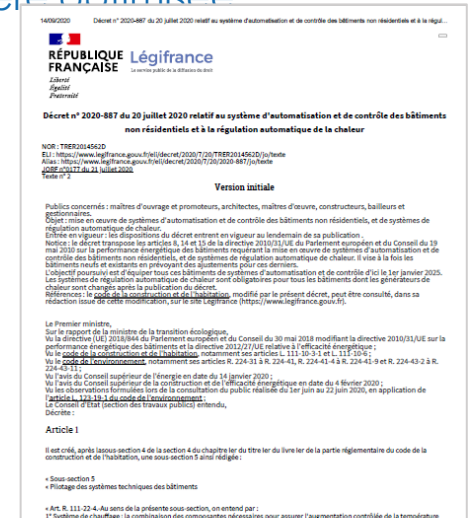 14/09/2020 Décret n° 2020-887 du 20 juillet 2020 relatif au système d'automatisation et de contrôle des bâtiments non résidentiels et à la régul...
RÉPUBLIQUE
FRANÇAISE
Liberté
Égalité
Fraternité
Légifrance
Le service public de la diffusion du droit
Décret n° 2020-887 du 20 juillet 2020 relatif au système d'automatisation et de contrôle des bâtiments
non résidentiels et à la régulation automatique de la chaleur
NOR : TRER2014562D
ELI : https://www.legifrance.gouv.fr/eli/decret/2020/7/20/TRER2014562D/jo/texte
Alias : https://www.legifrance.gouv.fr/eli/decret/2020/7/20/2020-887/jo/texte
JORF n°0177 du 21 juillet 2020
Texte n° 2
Version initiale
Publics concernés : maîtres d'ouvrage et promoteurs, architectes, maîtres d'œuvre, constructeurs, bailleurs et
gestionnaires.
Objet : mise en œuvre de systèmes d'automatisation et de contrôle des bâtiments non résidentiels, et de systèmes de
régulation automatique de chaleur.
Entrée en vigueur : les dispositions du décret entrent en vigueur au lendemain de sa publication .
Notice : le décret transpose les articles 8, 14 et 15 de la directive 2010/31/UE du Parlement européen et du Conseil du 19
mai 2010 sur la performance énergétique des bâtiments requérant la mise en œuvre de systèmes d'automatisation et de
contrôle des bâtiments non résidentiels, et de systèmes de régulation automatique de chaleur. Il vise à la fois les
bâtiments neufs et existants en prévoyant des ajustements pour ces derniers.
L'objectif poursuivi est d'équiper tous ces bâtiments de systèmes d'automatisation et de contrôle d'ici le 1er janvier 2025.
Les systèmes de régulation automatique de chaleur sont obligatoires pour tous les bâtiments dont les générateurs de
chaleur sont changés après la publication du décret.
Références : le code de la construction et de l'habitation, modifié par le présent décret, peut être consulté, dans sa
rédaction issue de cette modification, sur le site Légifrance (https://www.legifrance.gouv.fr).
Le Premier ministre,
Sur le rapport de la ministre de la transition écologique,
Vu la directive (UE) 2018/844 du Parlement européen et du Conseil du 30 mai 2018 modifiant la directive 2010/31/UE sur la
performance énergétique des bâtiments et la directive 2012/27/UE relative à l'efficacité énergétique ;
Vu le code de la construction et de l'habitation, notamment ses articles L. 111-10-3-1 et L. 111-10-6 ;
Vu le code de l'environnement, notamment ses articles R. 224-31 à R. 224-41, R. 224-41-4 à R. 224-41-9 et R. 224-43-2 à R.
224-43-11 ;
Vu l'avis du Conseil supérieur de l'énergie en date du 14 janvier 2020 ;
Vu l'avis du Conseil supérieur de la construction et de l'efficacité énergétique en date du 4 février 2020 ;
Vu les observations formulées lors de la consultation du public réalisée du 1er juin au 22 juin 2020, en application de
l'article L. 123-19-1 du code de l'environnement ;
Le Conseil d'Etat (section des travaux publics) entendu,
Décrète :
Article 1
Il est créé, après lasous-section 4 de la section 4 du chapitre Ier du titre Ier du livre Ier de la partie réglementaire du code de la
construction et de l'habitation, une sous-section 5 ainsi rédigée :
« Sous-section 5
« Pilotage des systèmes techniques des bâtiments
« Art. R. 111-22-4.-Au sens de la présente sous-section, on entend par :
1° Système de chauffage : la combinaison des composantes nécessaires pour assurer l'augmentation contrôlée de la température